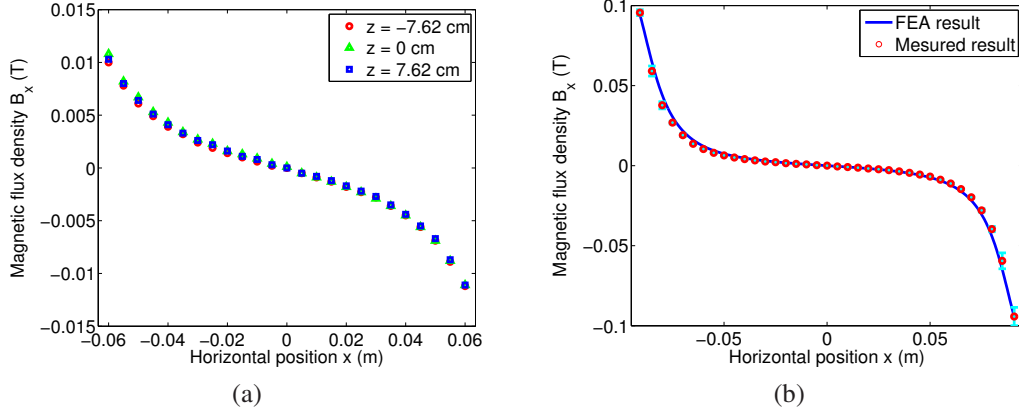 0.015
0.01
0.005
0
−0.005
−0.01
−0.015
Magnetic flux density B_x (T)
z = −7.62 cm
z = 0 cm
z = 7.62 cm
−0.06 −0.04 −0.02 0 0.02 0.04 0.06
Horizontal position x (m)
(a)
0.1
0.05
0
−0.05
−0.1
Magnetic flux density B_x (T)
FEA result
Mesured result
−0.05 0 0.05
Horizontal position x (m)
(b)